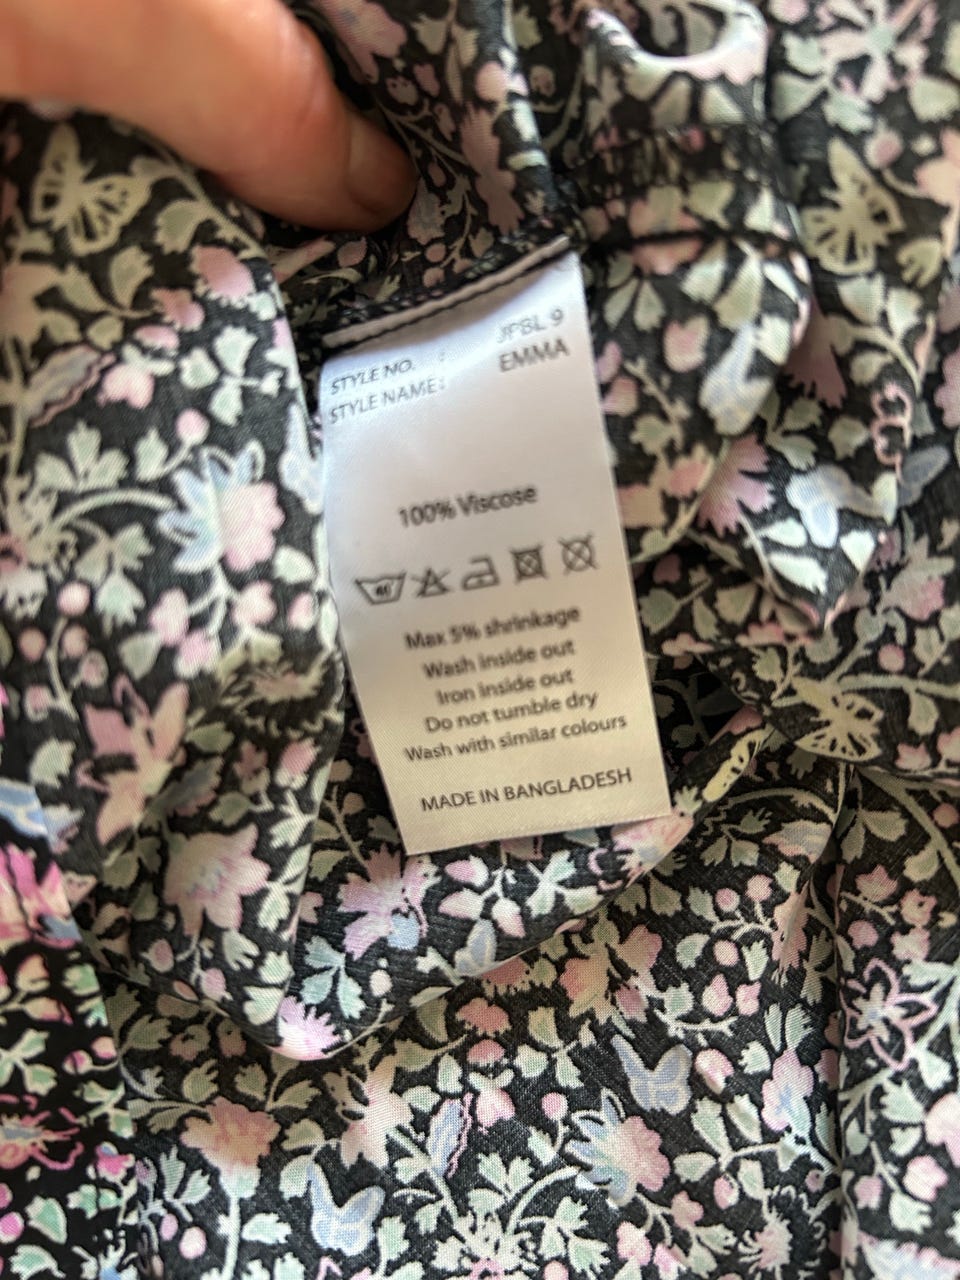 STYLE NO. : JPBL 9
STYLE NAME: EMMA
100% Viscose
40
Max 5% shrinkage
Wash inside out
Iron inside out
Do not tumble dry
Wash with similar colours
MADE IN BANGLADESH